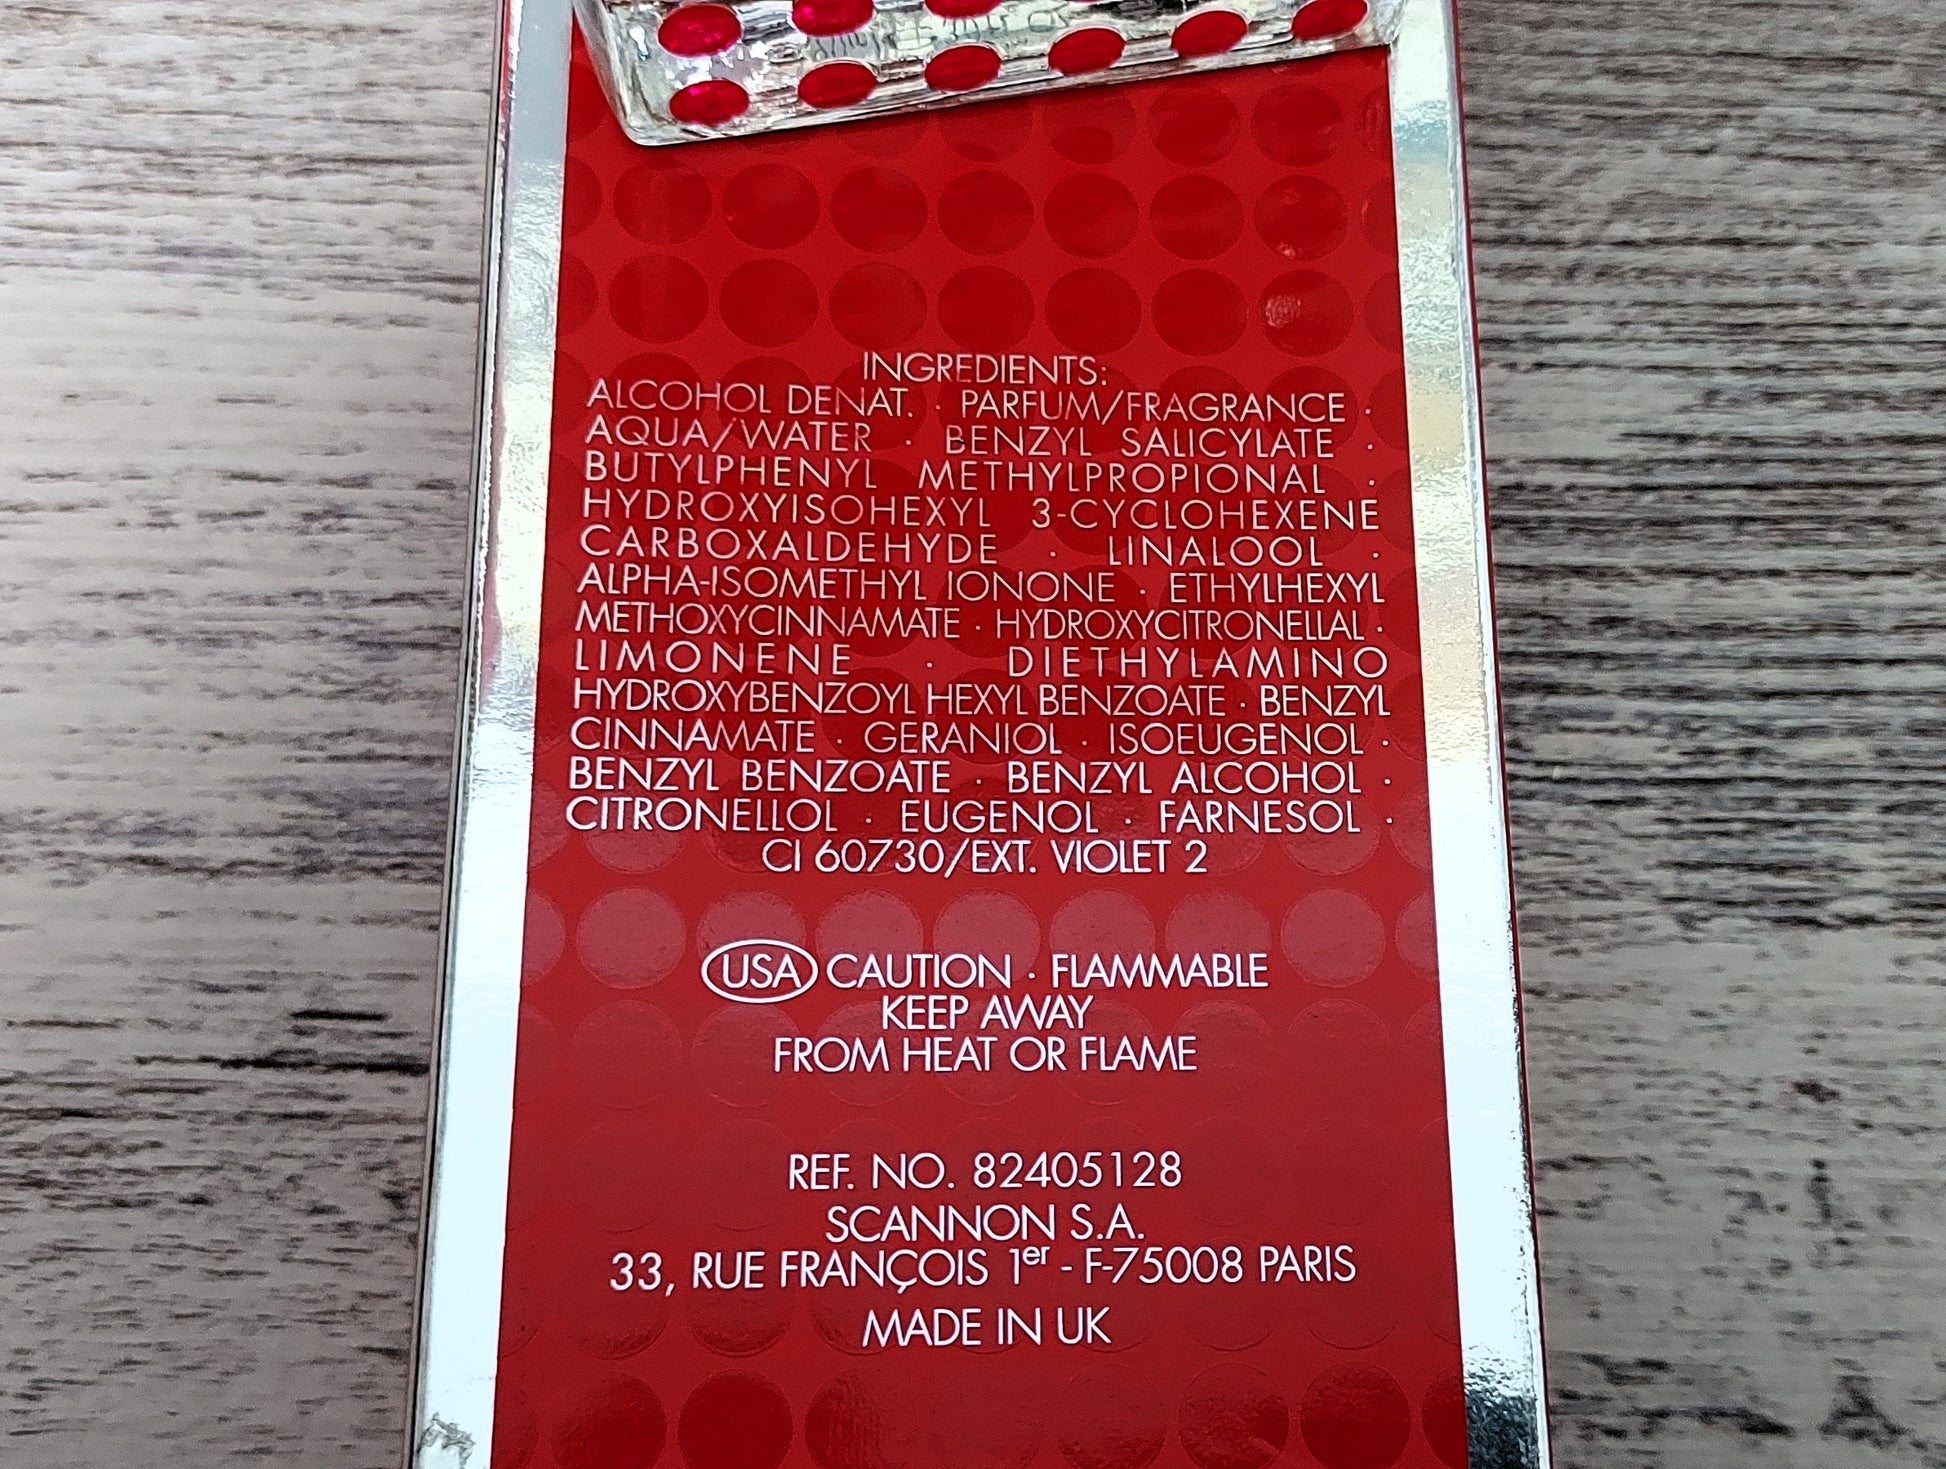 INGREDIENTS:
ALCOHOL DENAT. · PARFUM/FRAGRANCE ·
AQUA/WATER · BENZYL SALICYLATE ·
BUTYLPHENYL METHYLPROPIONAL ·
HYDROXYISOHEXYL 3-CYCLOHEXENE
CARBOXALDEHYDE · LINALOOL ·
ALPHA-ISOMETHYL IONONE · ETHYLHEXYL
METHOXYCINNAMATE · HYDROXYCITRONELLAL ·
LIMONENE · DIETHYLAMINO
HYDROXYBENZOYL HEXYL BENZOATE · BENZYL
CINNAMATE · GERANIOL · ISOEUGENOL ·
BENZYL BENZOATE · BENZYL ALCOHOL ·
CITRONELLOL · EUGENOL · FARNESOL ·
CI 60730/EXT. VIOLET 2
USA CAUTION · FLAMMABLE
KEEP AWAY
FROM HEAT OR FLAME
REF. NO. 82405128
SCANNON S.A.
33, RUE FRANÇOIS 1er - F-75008 PARIS
MADE IN UK